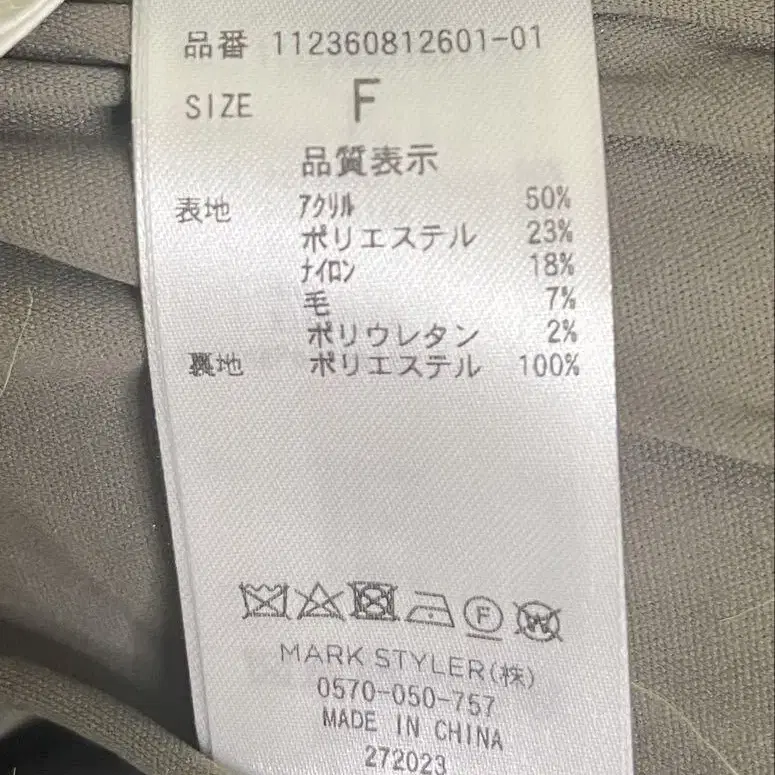 品番 112360812601-01
SIZE F
品質表示
表地 ｱｸﾘﾙ 50%
ポリエステル 23%
ﾅｲﾛﾝ 18%
毛 7%
ポリウレタン 2%
裏地 ポリエステル 100%
F W
MARK STYLER(株)
0570-050-757
MADE IN CHINA
272023